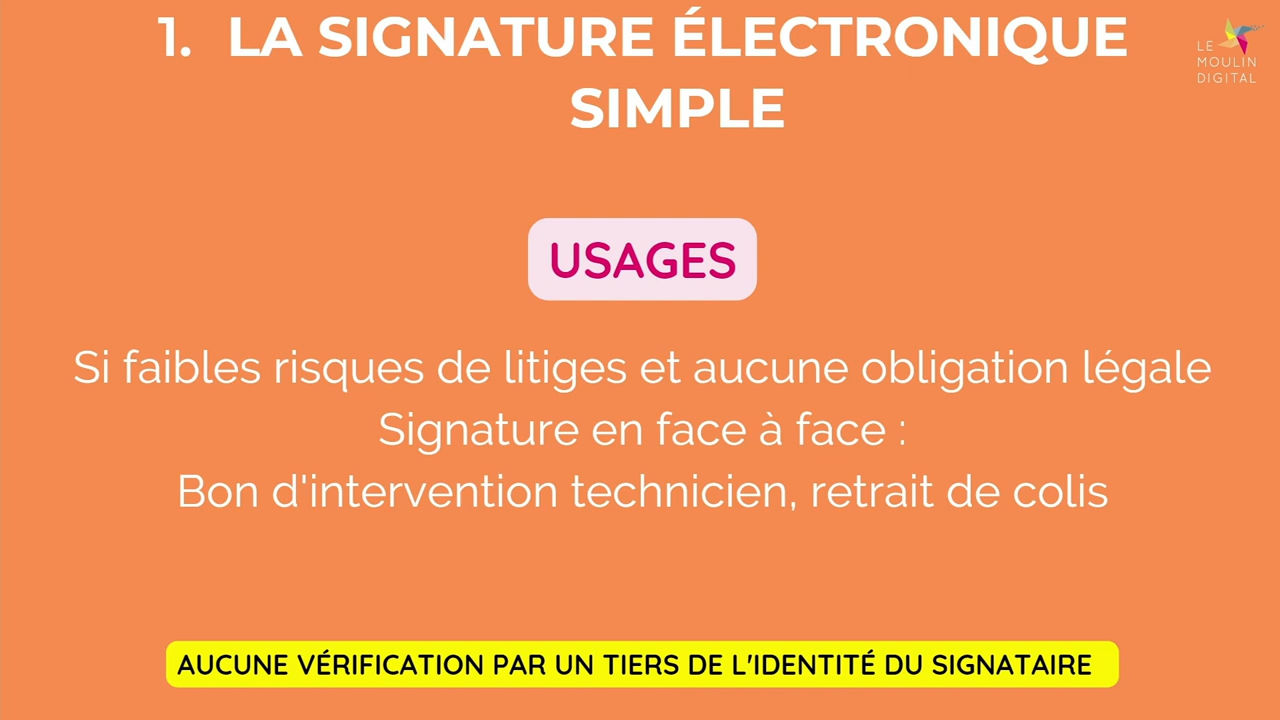 1. LA SIGNATURE ÉLECTRONIQUE
SIMPLE
LE
MOULIN
DIGITAL
USAGES
Si faibles risques de litiges et aucune obligation légale
Signature en face à face :
Bon d'intervention technicien, retrait de colis
AUCUNE VÉRIFICATION PAR UN TIERS DE L'IDENTITÉ DU SIGNATAIRE